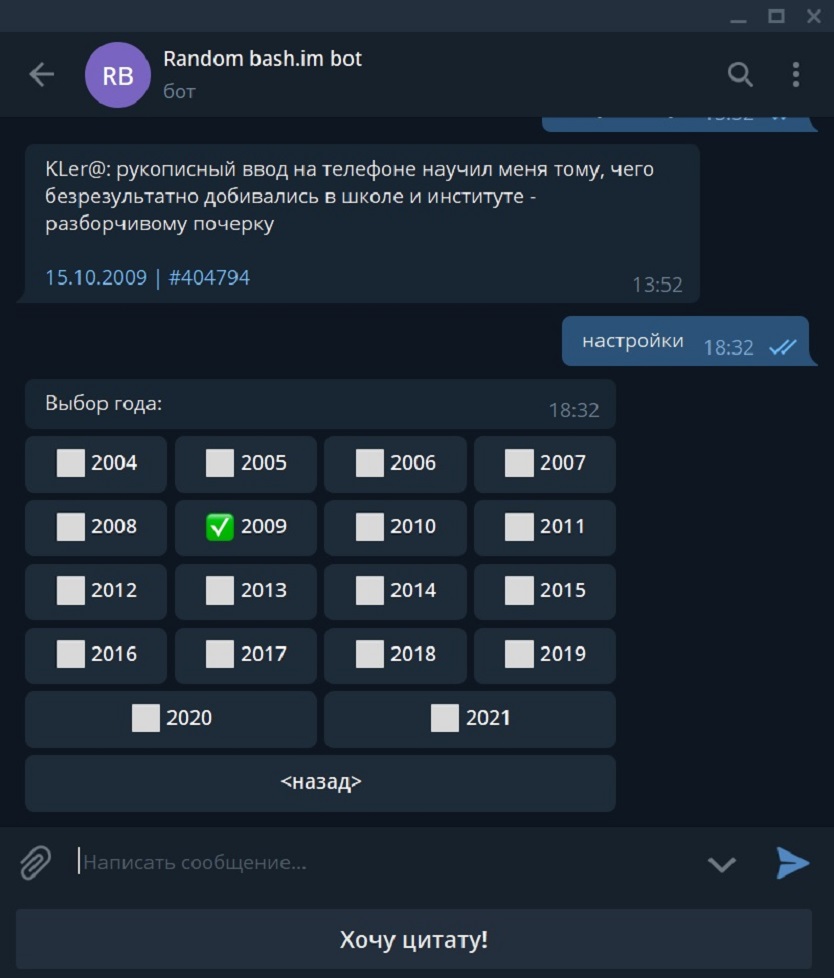 Random bash.im bot
RB
бот
KLer@: рукописный ввод на телефоне научил меня тому, чего
безрезультатно добивались в школе и институте -
разборчивому почерку
15.10.2009 | #404794
13:52
настройки 18:32
Выбор года: 18:32
2004 2005 2006 2007
2008 2009 2010 2011
2012 2013 2014 2015
2016 2017 2018 2019
2020 2021
<назад>
Написать сообщение...
Хочу цитату!